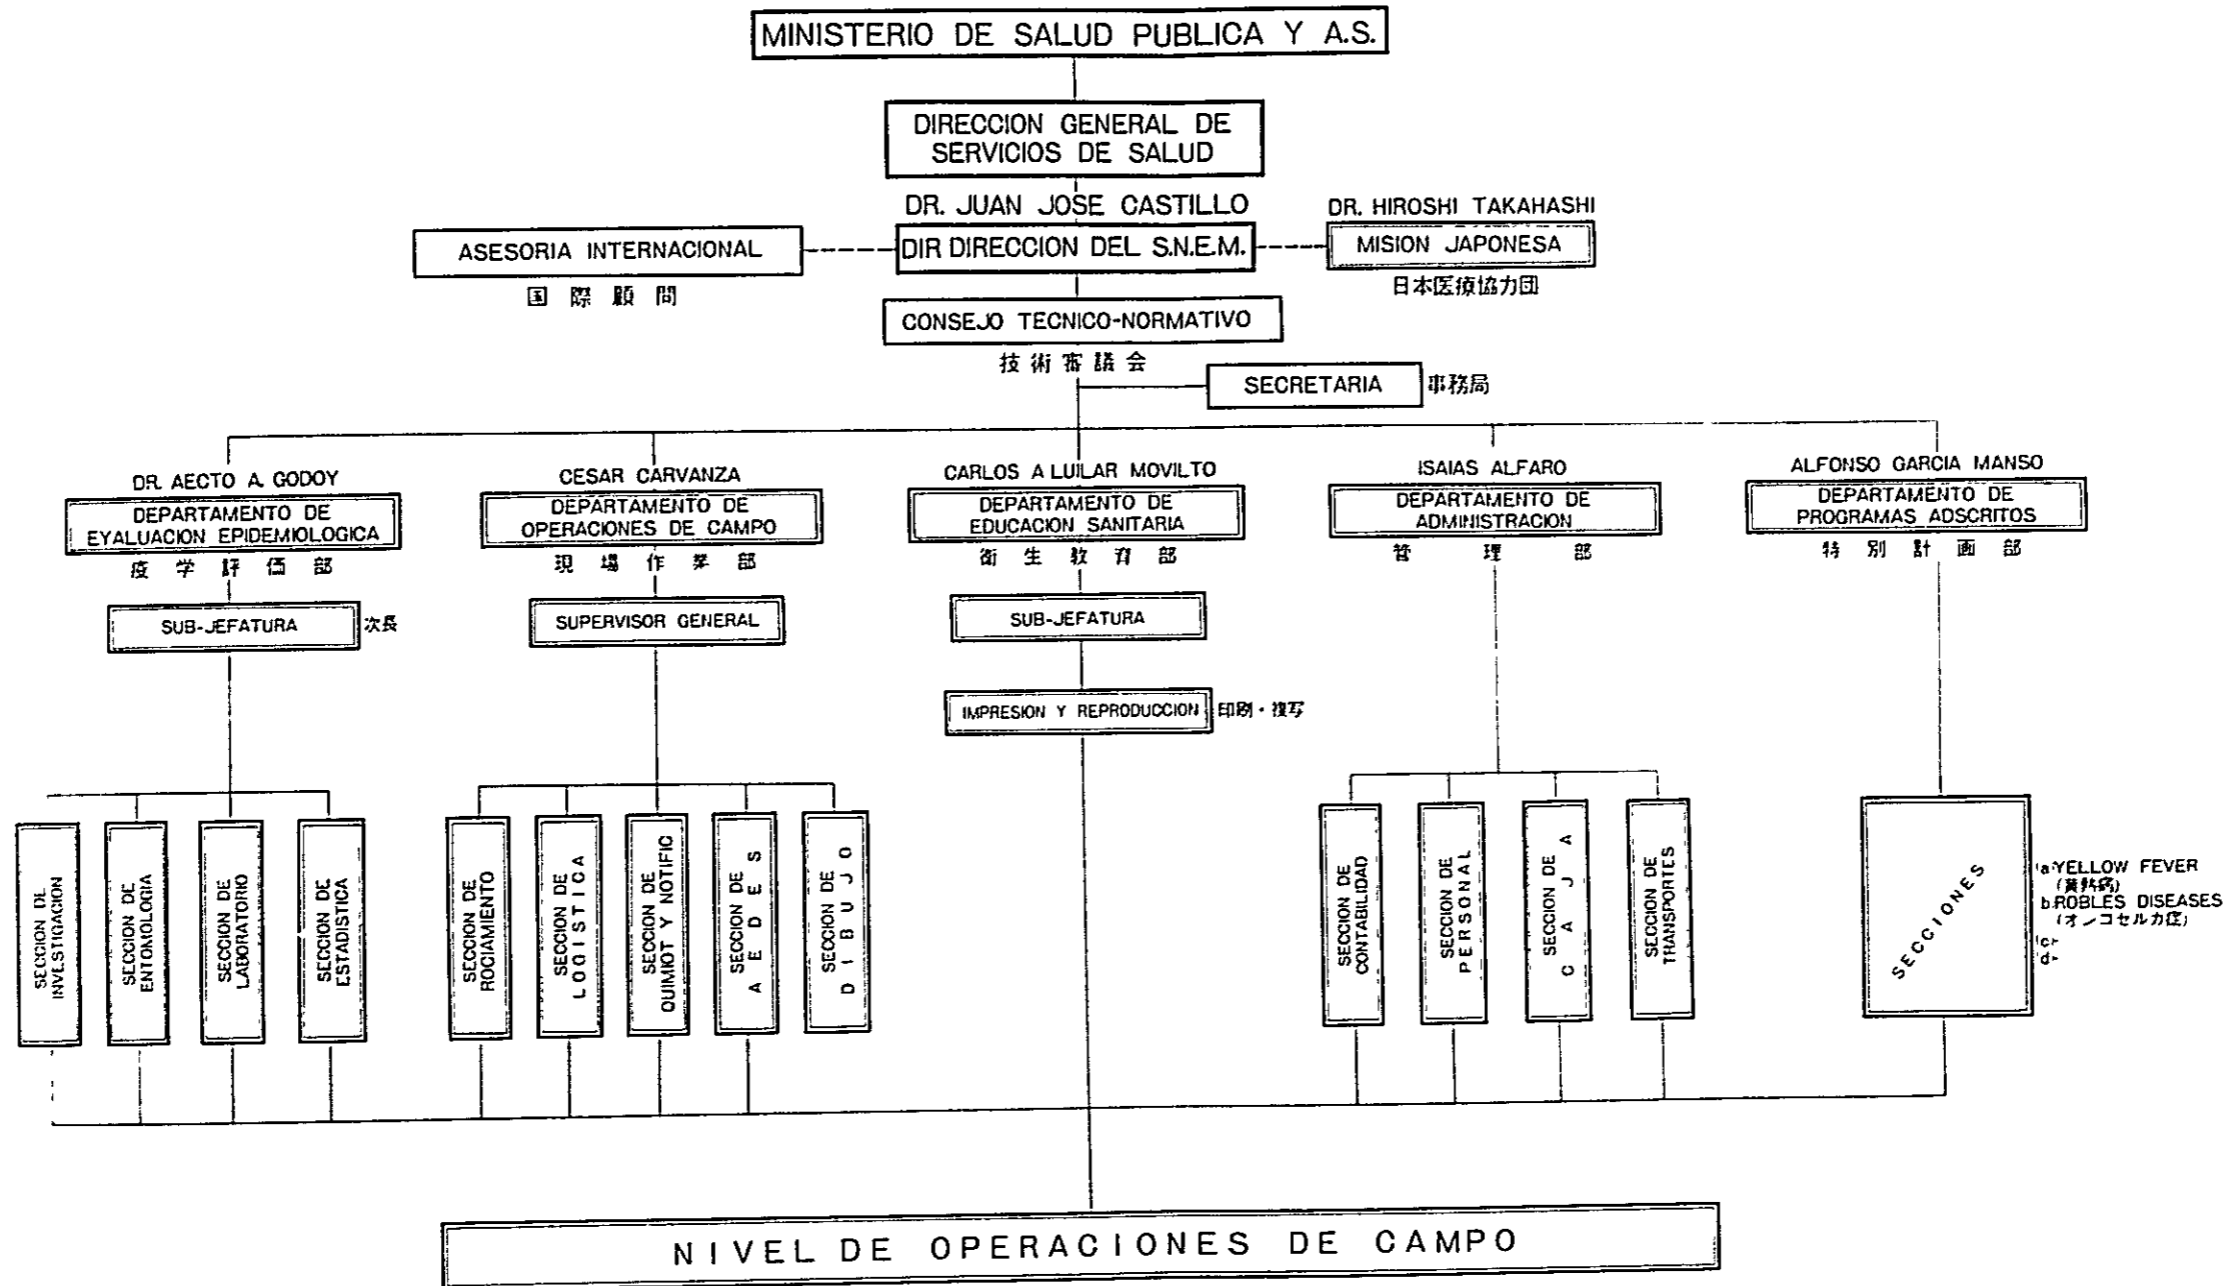 MINISTERIO DE SALUD PUBLICA Y A.S.
DIRECCION GENERAL DE
SERVICIOS DE SALUD
DR. JUAN JOSE CASTILLO
DIR DIRECCION DEL S.N.E.M.
ASESORIA INTERNACIONAL
国際顧問
DR. HIROSHI TAKAHASHI
MISION JAPONESA
日本医療協力団
CONSEJO TECNICO-NORMATIVO
技術審議会
SECRETARIA
事務局
DR. AECTO A. GODOY
DEPARTAMENTO DE
EYALUACION EPIDEMIOLOGICA
疫学評価部
CESAR CARVANZA
DEPARTAMENTO DE
OPERACIONES DE CAMPO
現場作業部
CARLOS A LUILAR MOVILTO
DEPARTAMENTO DE
EDUCACION SANITARIA
衛生教育部
ISAIAS ALFARO
DEPARTAMENTO DE
ADMINISTRACION
管理部
ALFONSO GARCIA MANSO
DEPARTAMENTO DE
PROGRAMAS ADSCRITOS
特別計画部
SUB-JEFATURA
次長
SUPERVISOR GENERAL
SUB-JEFATURA
IMPRESION Y REPRODUCCION
印刷・複写
SECCION DE
INVESTIGACION
SECCION DE
ENTOMOLOGIA
SECCION DE
LABORATORIO
SECCION DE
ESTADISTICA
SECCION DE
ROCIAMIENTO
SECCION DE
LOGISTICA
SECCION DE
QUIMIOT Y NOTIFIC
SECCION DE
AEDES
SECCION DE
DIBUJO
SECCION DE
CONTABILIDAD
SECCION DE
PERSONAL
SECCION DE
CAJA
SECCION DE
TRANSPORTES
SECCIONES
(a) YELLOW FEVER
(黄熱病)
b) ROBLES DISEASES
(オンコセルカ症)
(c)
d)
NIVEL DE OPERACIONES DE CAMPO